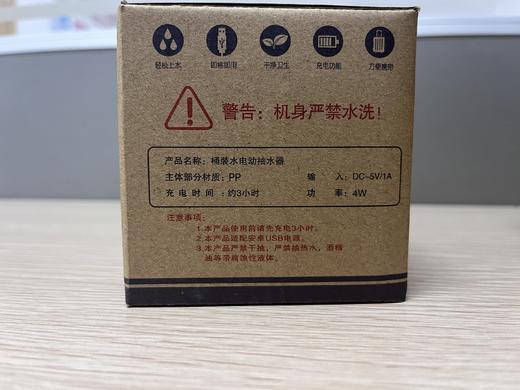 轻松上水 即插即用 干净卫生 充电功能 方便携带
警告：机身严禁水洗！
产品名称：桶装水电动抽水器
主体部分材质：PP 输入：DC-5V/1A
充电时间：约3小时 功率：4W
注意事项：
1.本产品使用前请先充电3小时。
2.本产品适配安卓USB电源。
3.本产品严禁干抽，严禁抽热水，酒精
油等带腐蚀性液体。